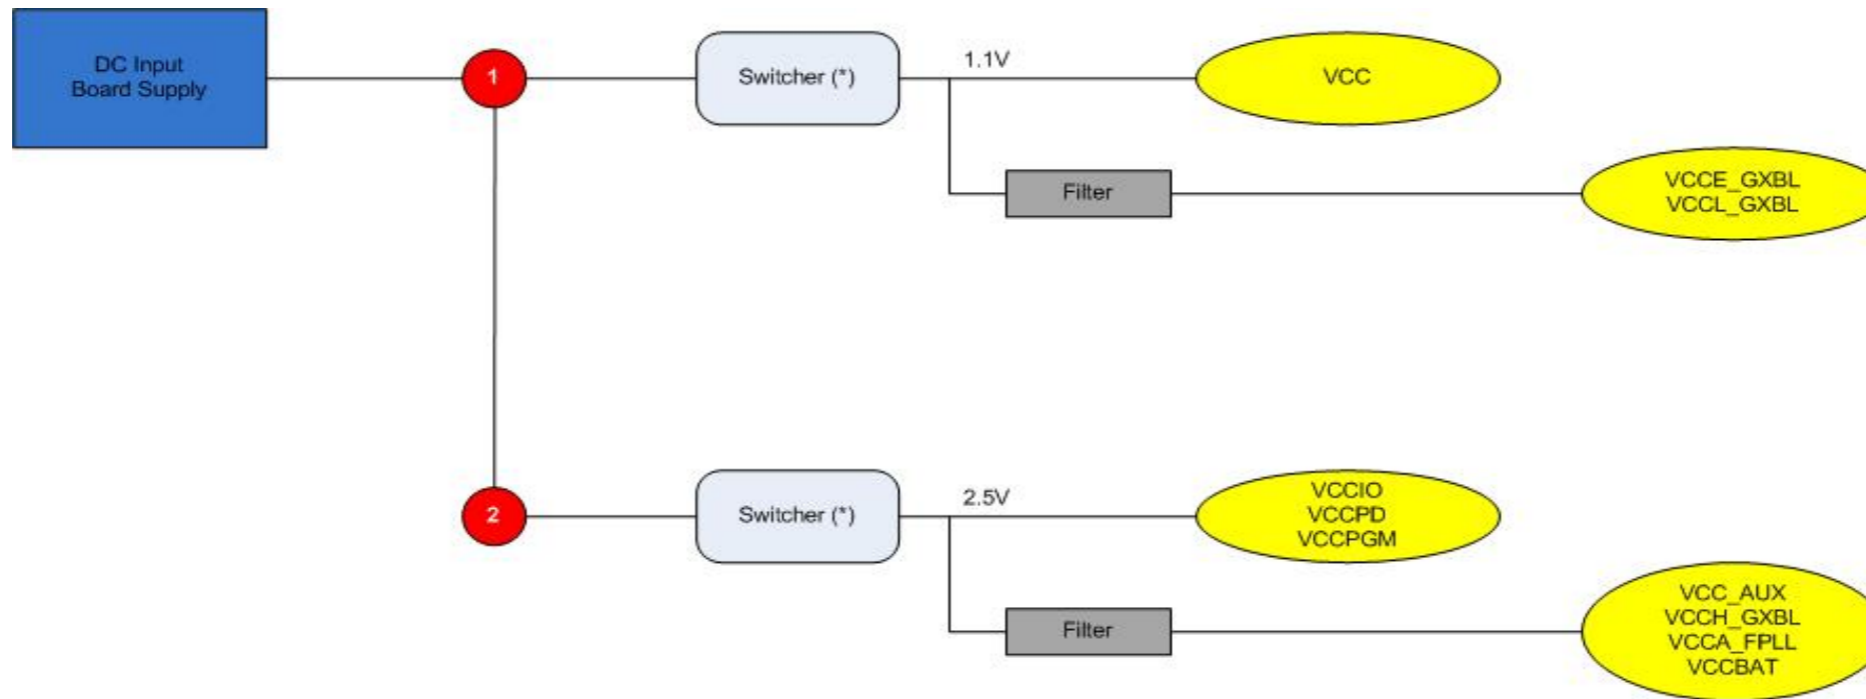 DC Input
Board Supply
1
Switcher (*)
1.1V
VCC
Filter
VCCE_GXBL
VCCL_GXBL
2
Switcher (*)
2.5V
VCCIO
VCCPD
VCCPGM
Filter
VCC_AUX
VCCH_GXBL
VCCA_FPLL
VCCBAT